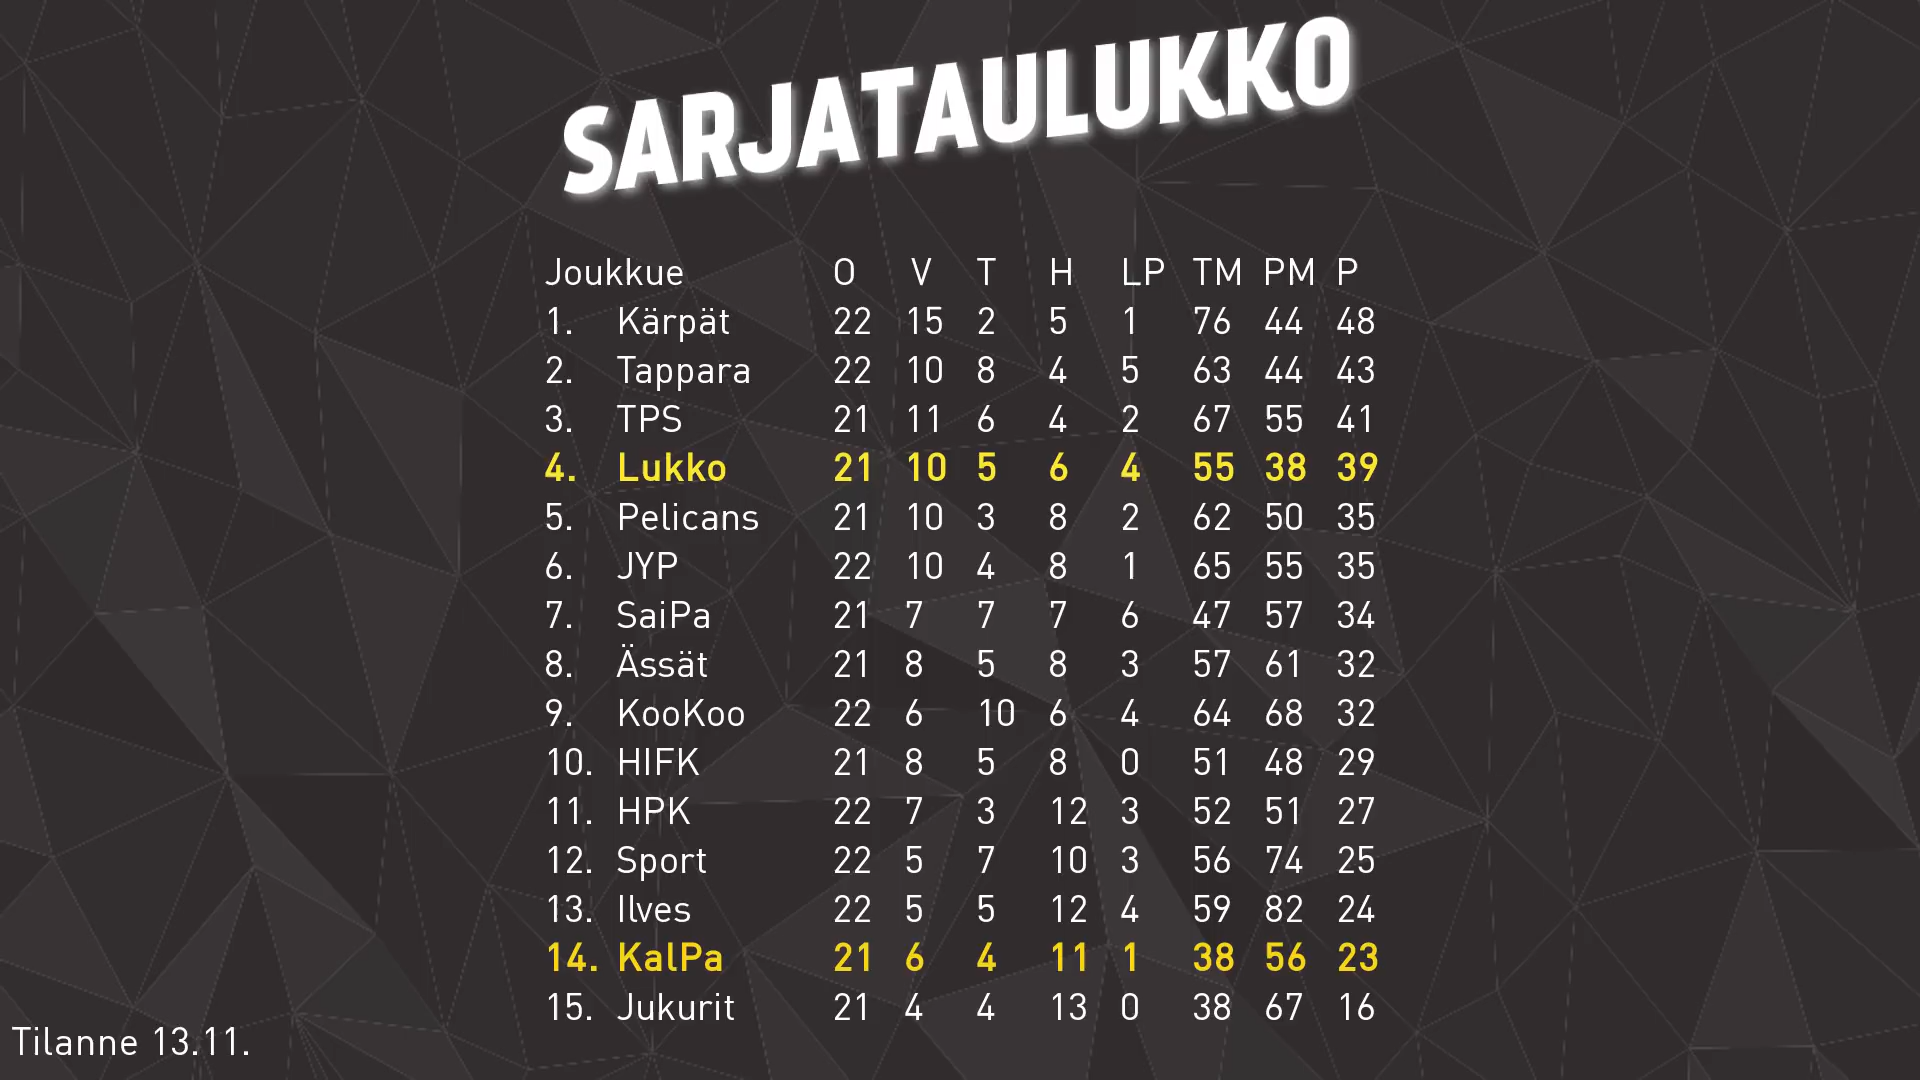 SARJATAULUKKO
Joukkue O V T H LP TM PM P
1. Kärpät 22 15 2 5 1 76 44 48
2. Tappara 22 10 8 4 5 63 44 43
3. TPS 21 11 6 4 2 67 55 41
4. Lukko 21 10 5 6 4 55 38 39
5. Pelicans 21 10 3 8 2 62 50 35
6. JYP 22 10 4 8 1 65 55 35
7. SaiPa 21 7 7 7 6 47 57 34
8. Ässät 21 8 5 8 3 57 61 32
9. KooKoo 22 6 10 6 4 64 68 32
10. HIFK 21 8 5 8 0 51 48 29
11. HPK 22 7 3 12 3 52 51 27
12. Sport 22 5 7 10 3 56 74 25
13. Ilves 22 5 5 12 4 59 82 24
14. KalPa 21 6 4 11 1 38 56 23
15. Jukurit 21 4 4 13 0 38 67 16
Tilanne 13.11.